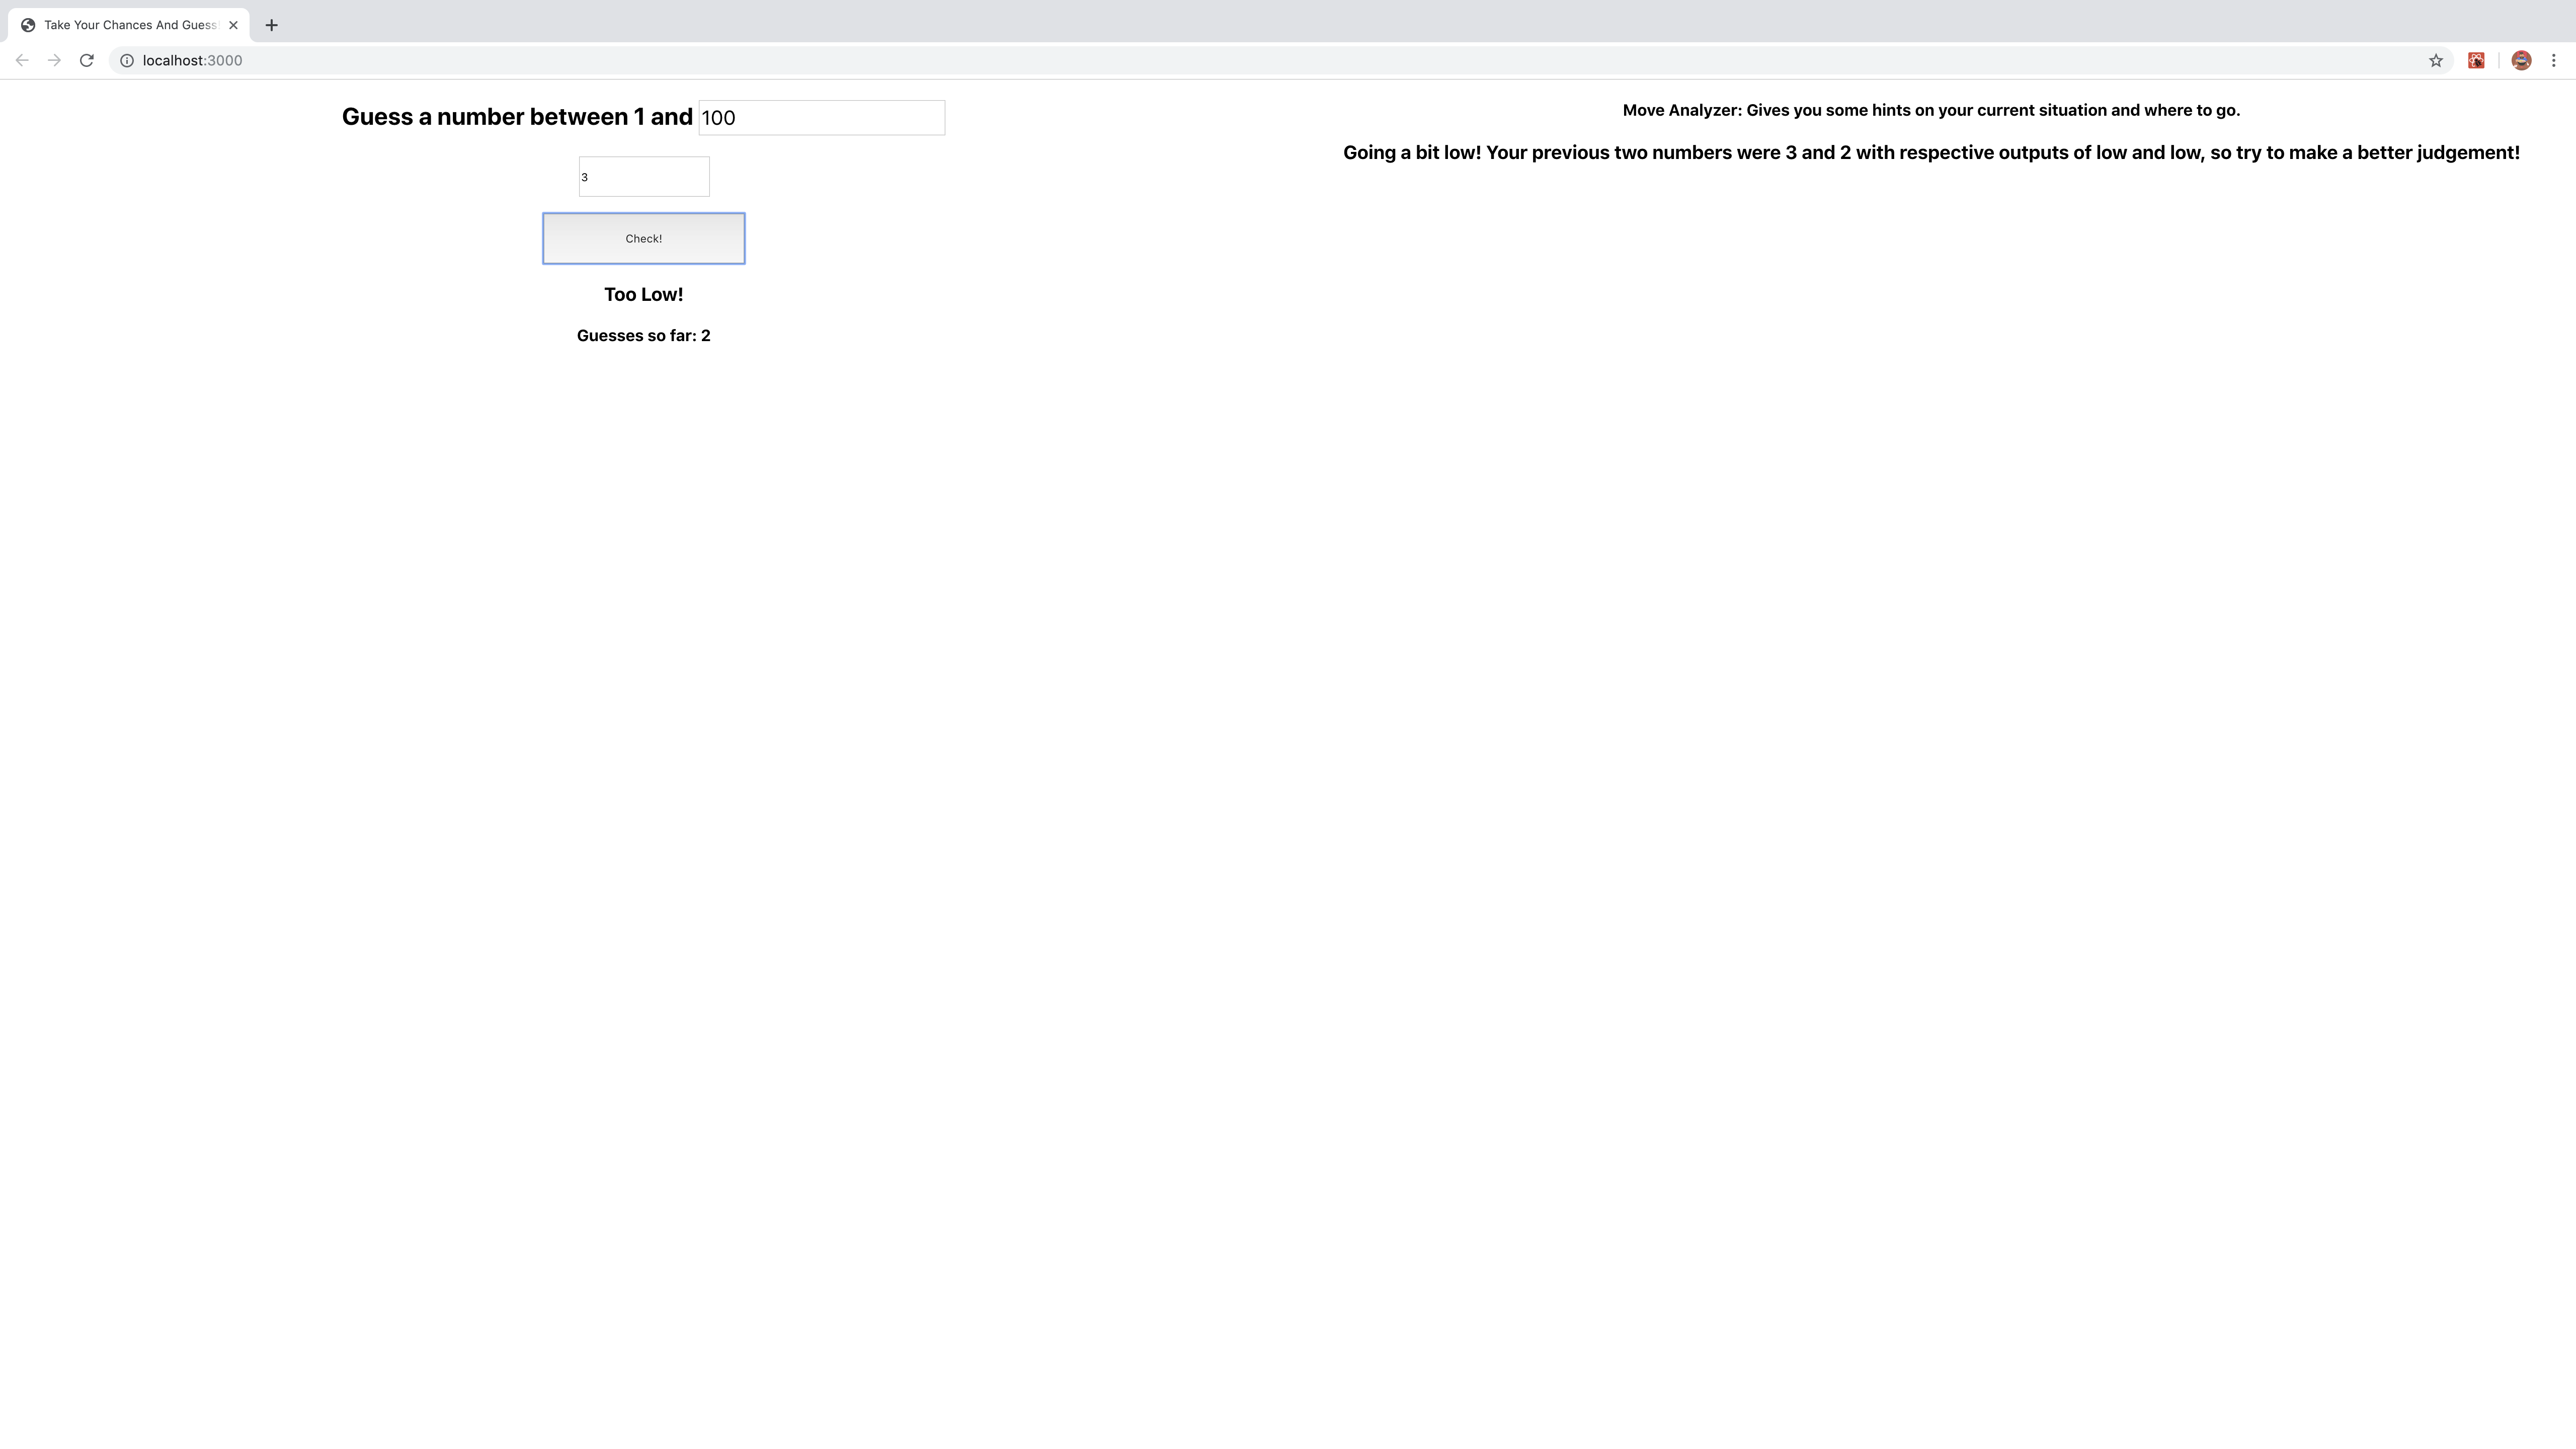 Take Your Chances And Guess!
localhost:3000
Guess a number between 1 and 100
3
Check!
Too Low!
Guesses so far: 2
Move Analyzer: Gives you some hints on your current situation and where to go.
Going a bit low! Your previous two numbers were 3 and 2 with respective outputs of low and low, so try to make a better judgement!